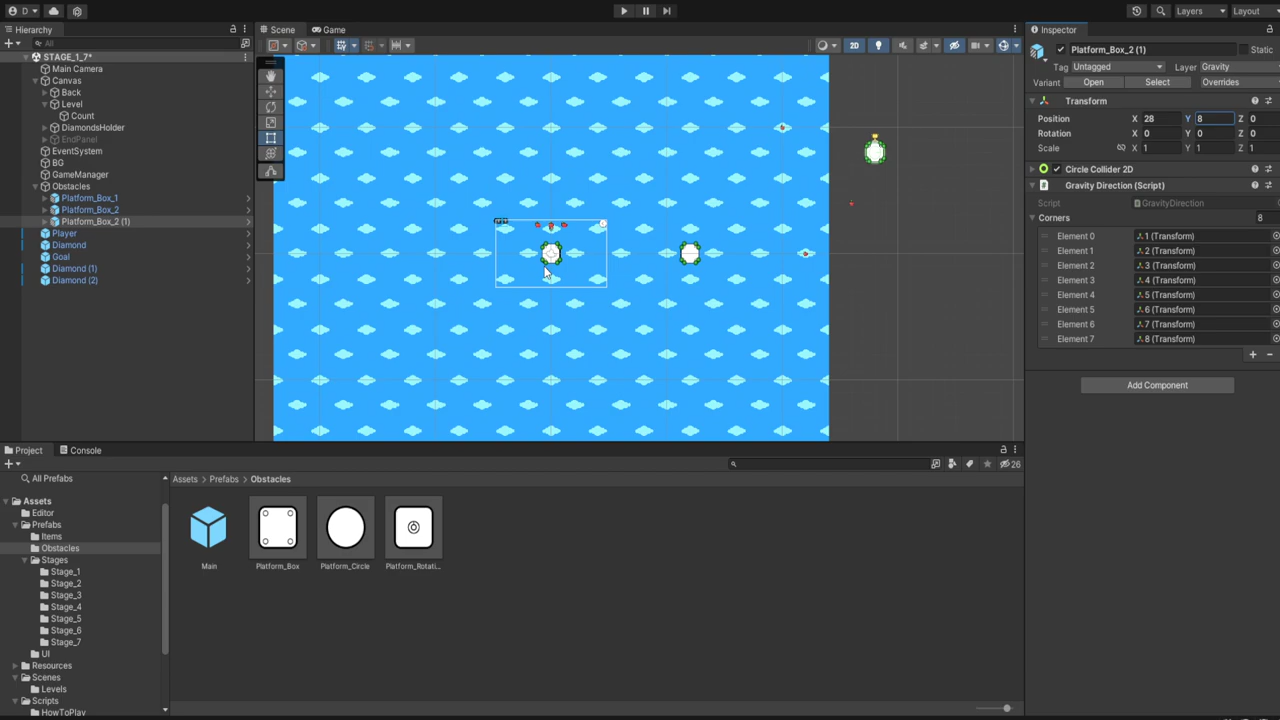 D
Layers
Layout
Hierarchy
All
STAGE_1_7*
Main Camera
Canvas
Back
Level
Count
DiamondsHolder
EndPanel
EventSystem
BG
GameManager
Obstacles
Platform_Box_1
Platform_Box_2
Platform_Box_2 (1)
Player
Diamond
Goal
Diamond (1)
Diamond (2)
Scene
Game
2D
Inspector
Platform_Box_2 (1)
Static
Tag Untagged
Layer Gravity
Variant Open Select Overrides
Transform
Position X 28 Y 8 Z 0
Rotation X 0 Y 0 Z 0
Scale X 1 Y 1 Z 1
Circle Collider 2D
Gravity Direction (Script)
Script GravityDirection
Corners 8
Element 0 1 (Transform)
Element 1 2 (Transform)
Element 2 3 (Transform)
Element 3 4 (Transform)
Element 4 5 (Transform)
Element 5 6 (Transform)
Element 6 7 (Transform)
Element 7 8 (Transform)
Add Component
Project
Console
26
All Prefabs
Assets
Editor
Prefabs
Items
Obstacles
Stages
Stage_1
Stage_2
Stage_3
Stage_4
Stage_5
Stage_6
Stage_7
UI
Resources
Scenes
Levels
Scripts
HowToPlay
Assets Prefabs Obstacles
Main
Platform_Box
Platform_Circle
Platform_Rotati...